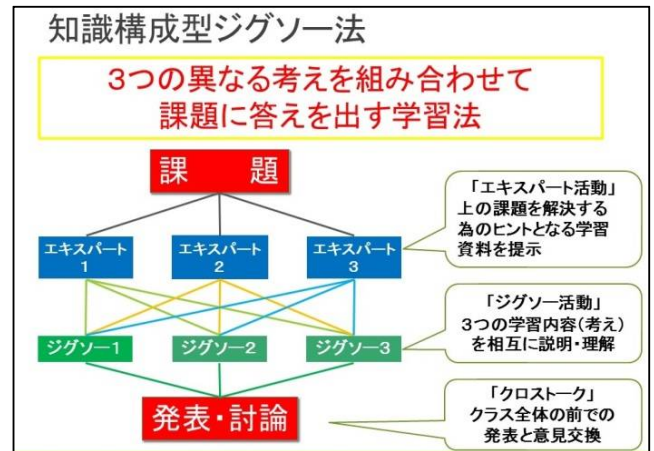 知識構成型ジグソー法
3つの異なる考えを組み合わせて
課題に答えを出す学習法
課　題
「エキスパート活動」
上の課題を解決する
為のヒントとなる学習
資料を提示
エキスパート
1
エキスパート
2
エキスパート
3
「ジグソー活動」
3つの学習内容(考え)
を相互に説明・理解
ジグソー1
ジグソー2
ジグソー3
「クロストーク」
クラス全体の前での
発表と意見交換
発表・討論